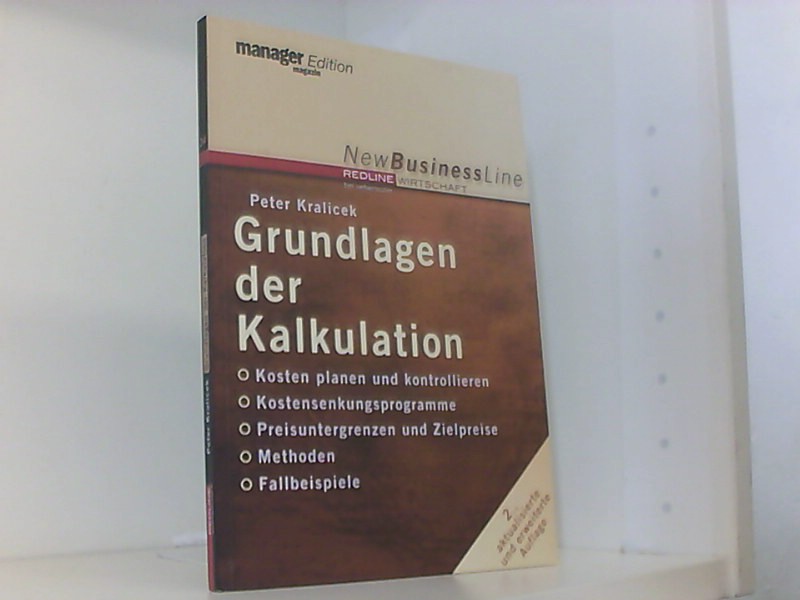 manager Edition
magazin
NewBusinessLine
REDLINE WIRTSCHAFT
Peter Kralicek
Grundlagen
der
Kalkulation
Kosten planen und kontrollieren
Kostensenkungsprogramme
Preisuntergrenzen und Zielpreise
Methoden
Fallbeispiele
2.
aktualisierte
und erweiterte
Auflage
Peter Kralicek